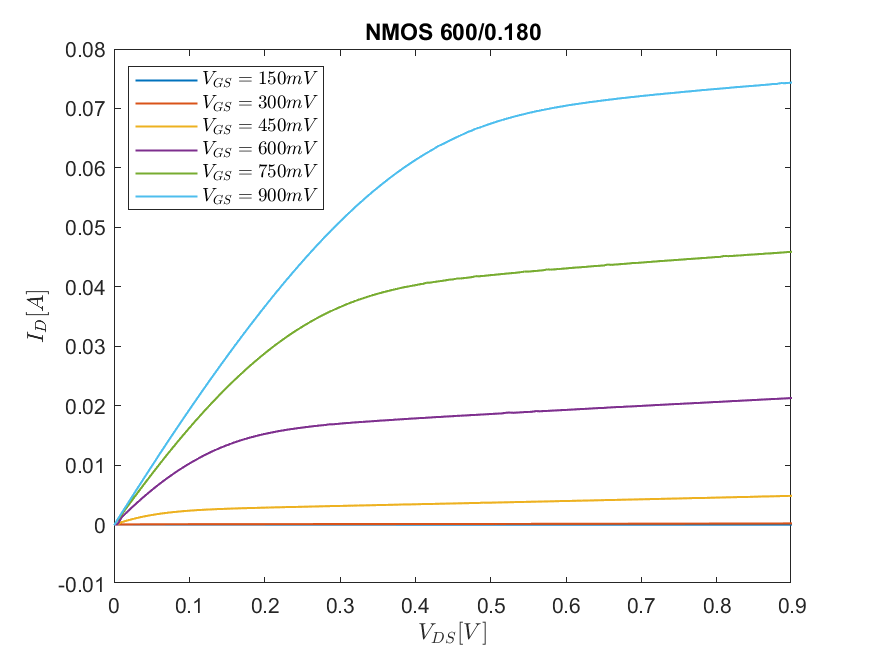 NMOS 600/0.180
0.08
0.07
0.06
0.05
0.04
0.03
0.02
0.01
0
-0.01
I_D[A]
V_GS = 150mV
V_GS = 300mV
V_GS = 450mV
V_GS = 600mV
V_GS = 750mV
V_GS = 900mV
0 0.1 0.2 0.3 0.4 0.5 0.6 0.7 0.8 0.9
V_DS[V]